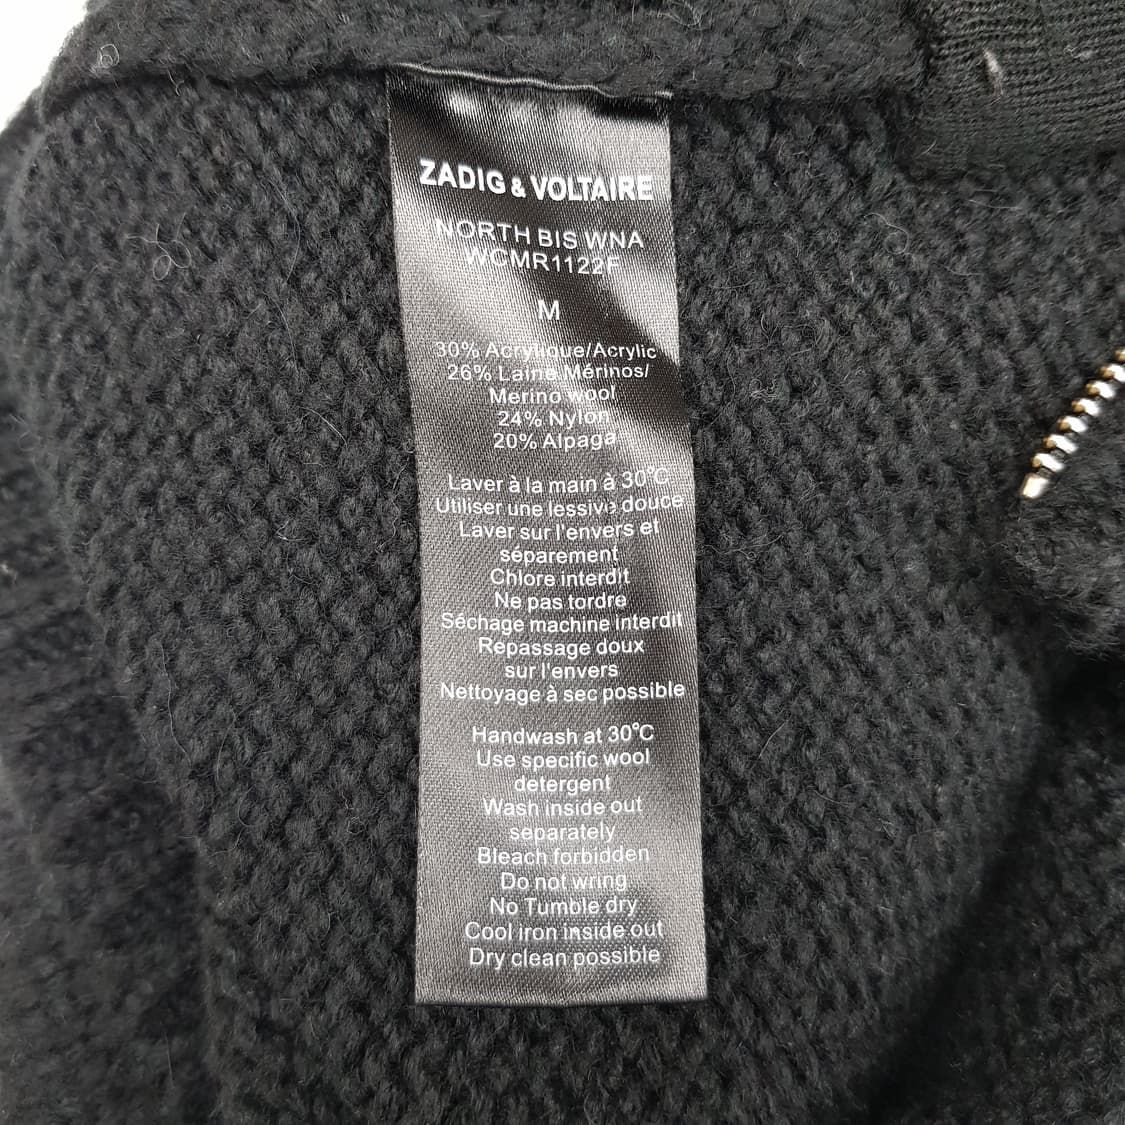 ZADIG & VOLTAIRE
NORTH BIS WNA
WCMR1122F
M
30% Acrylique/Acrylic
26% Laine Mérinos/
Merino wool
24% Nylon
20% Alpaga
Laver à la main à 30°C
Utiliser une lessive douce
Laver sur l'envers et
séparement
Chlore interdit
Ne pas tordre
Séchage machine interdit
Repassage doux
sur l'envers
Nettoyage à sec possible
Handwash at 30°C
Use specific wool
detergent
Wash inside out
separately
Bleach forbidden
Do not wring
No Tumble dry
Cool iron inside out
Dry clean possible